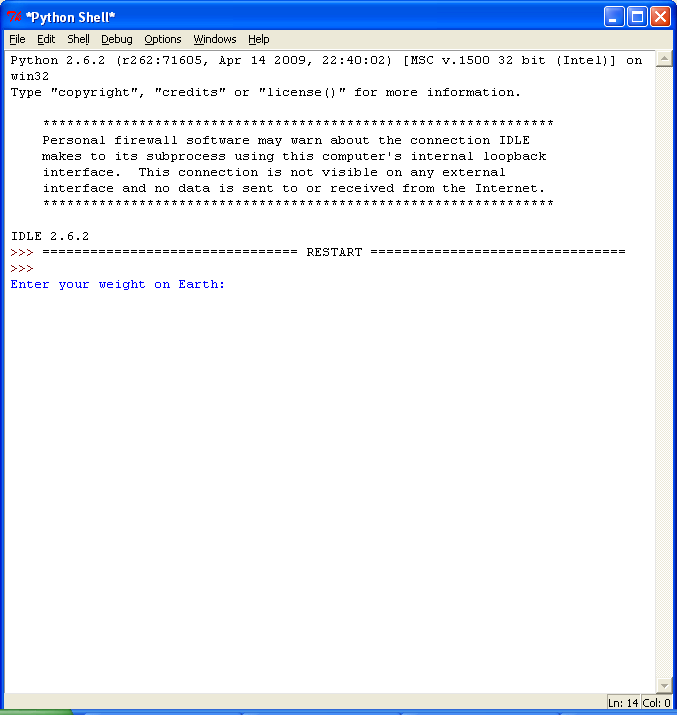 *Python Shell*
File Edit Shell Debug Options Windows Help
Python 2.6.2 (r262:71605, Apr 14 2009, 22:40:02) [MSC v.1500 32 bit (Intel)] on
win32
Type "copyright", "credits" or "license()" for more information.
****************************************************************
Personal firewall software may warn about the connection IDLE
makes to its subprocess using this computer's internal loopback
interface.  This connection is not visible on any external
interface and no data is sent to or received from the Internet.
****************************************************************
IDLE 2.6.2
>>> ================================ RESTART ================================
>>>
Enter your weight on Earth:
Ln: 14 Col: 0